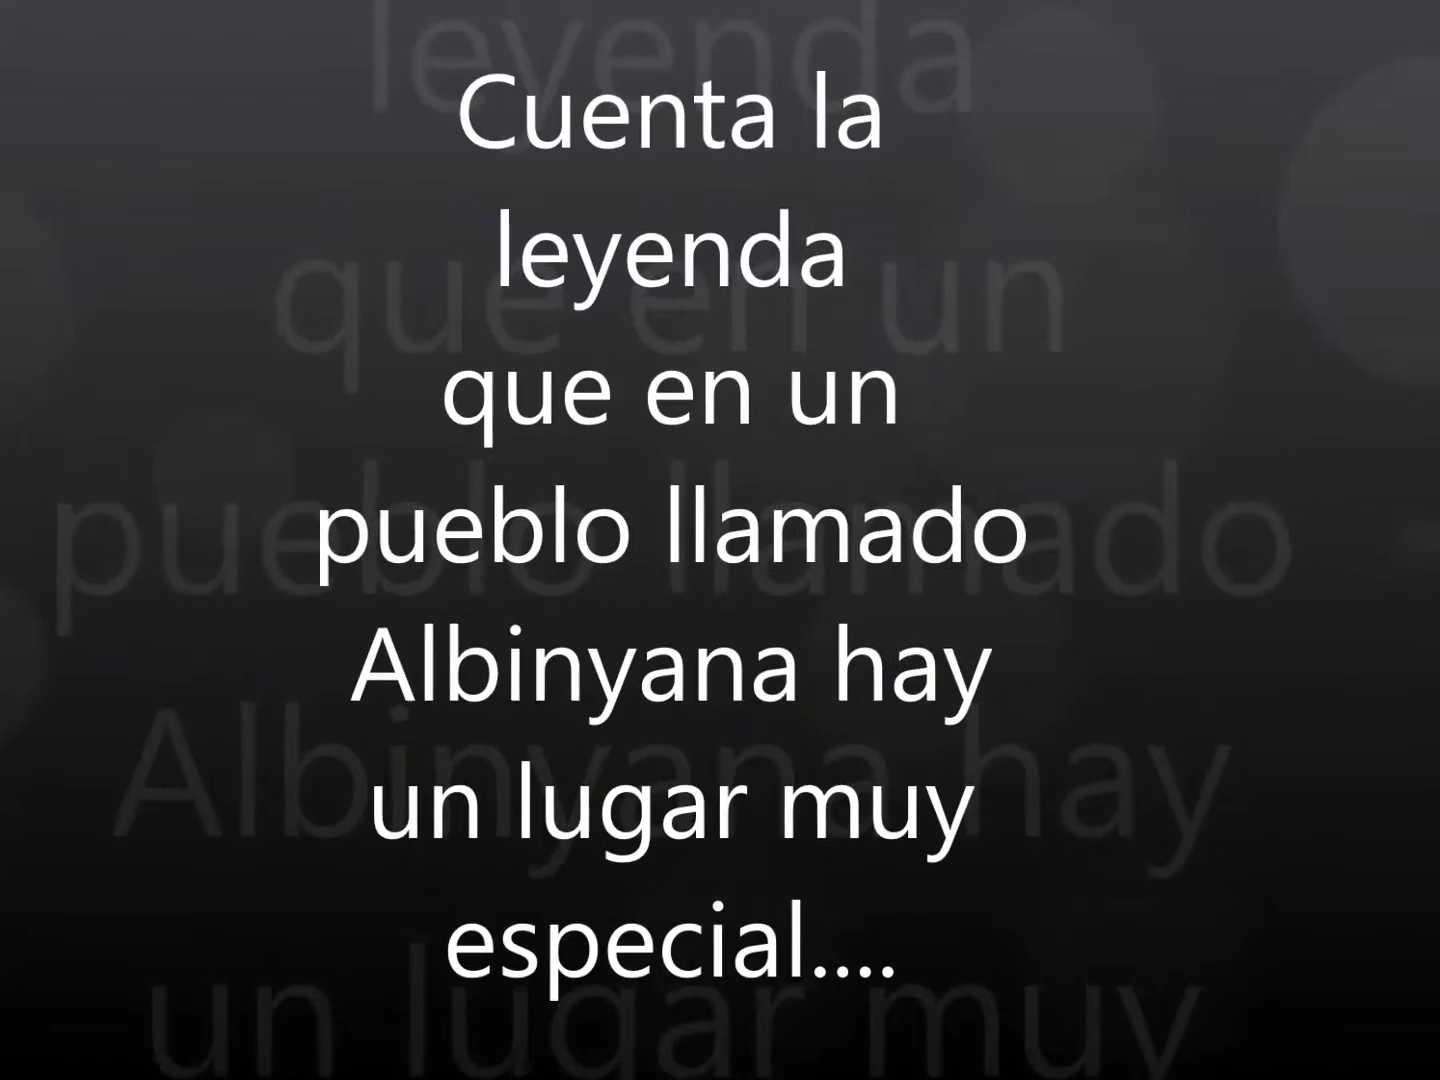 Cuenta la
leyenda
que en un
pueblo llamado
Albinyana hay
un lugar muy
especial....